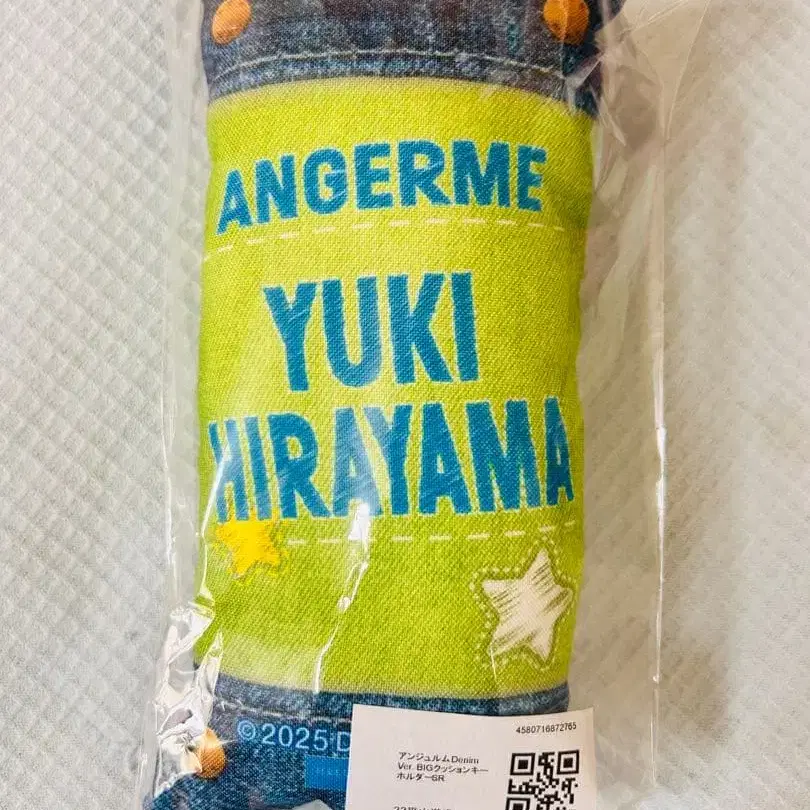 ANGERME
YUKI
HIRAYAMA
©2025
4580716872765
アンジュルムDenim
Ver. BIGクッションキー
ホルダーSR